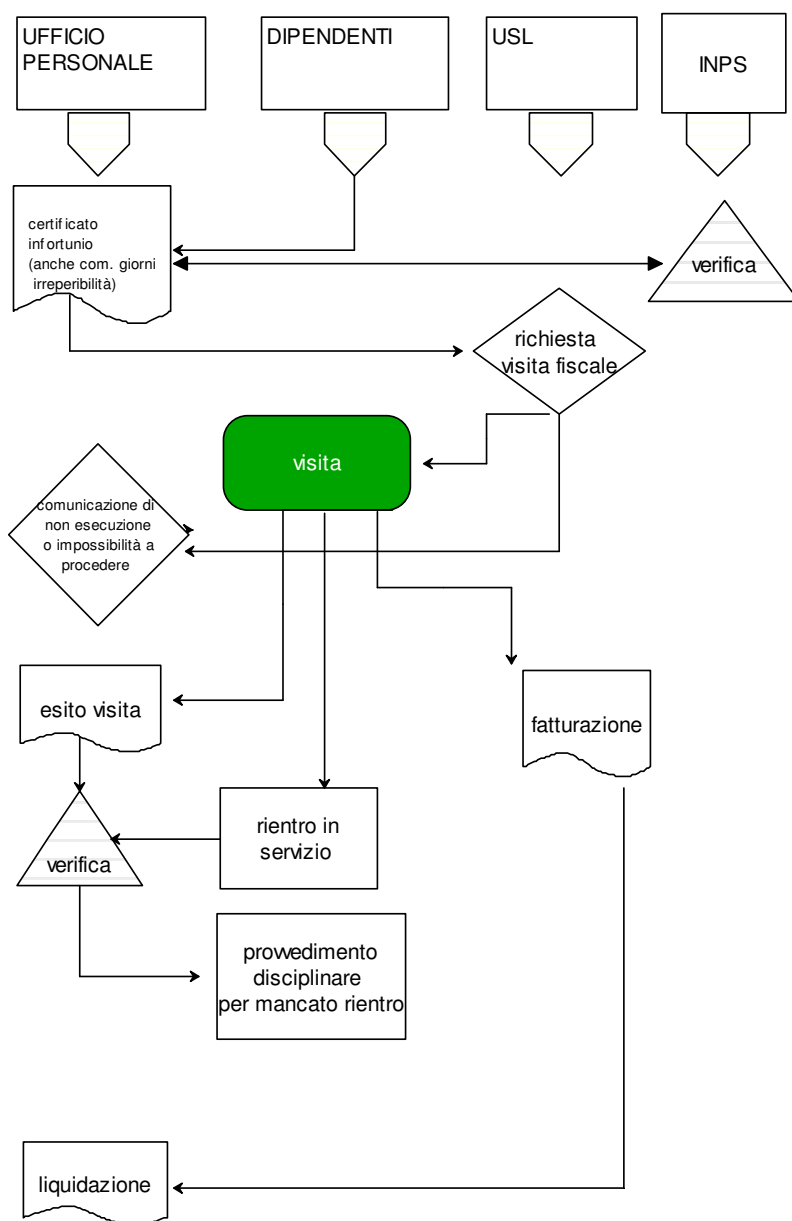 UFFICIO
PERSONALE
DIPENDENTI
USL
INPS
certificato
infortunio
(anche com. giorni
irreperibilità)
verifica
richiesta
visita fiscale
visita
comunicazione di
non esecuzione
o impossibilità a
procedere
esito visita
fatturazione
verifica
rientro in
servizio
provvedimento
disciplinare
per mancato rientro
liquidazione